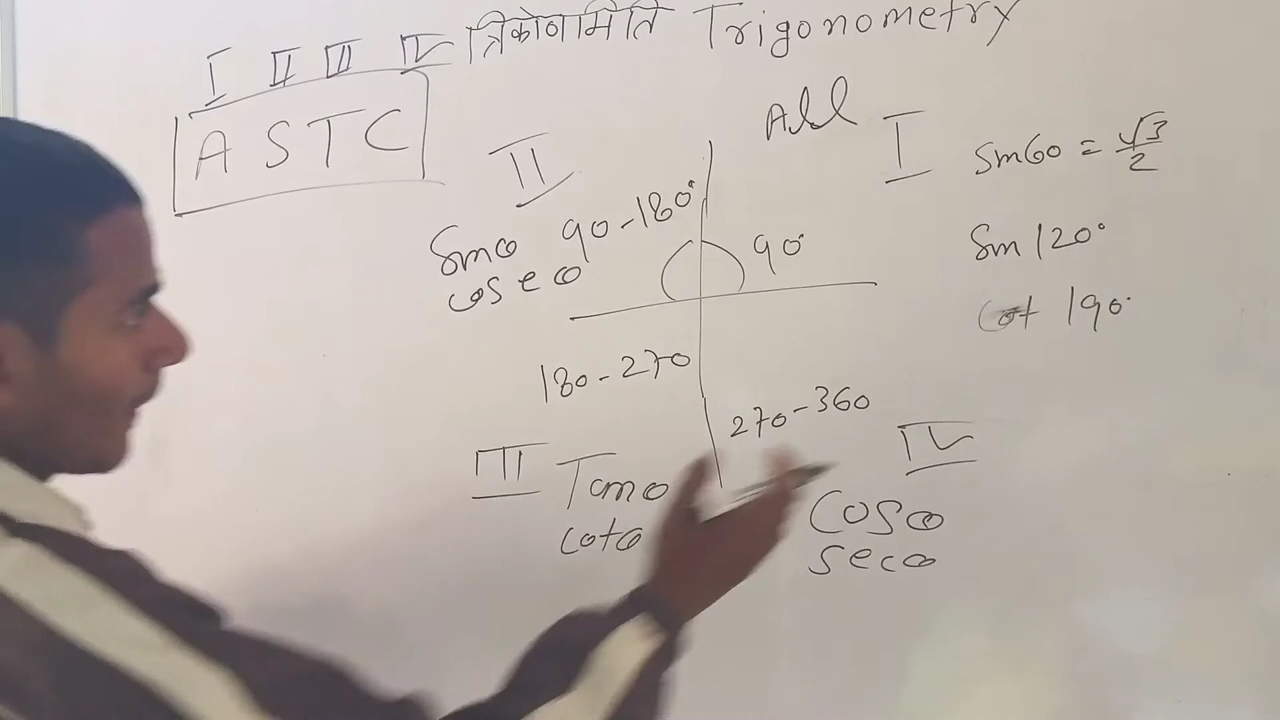 I II III IV त्रिकोणमिति Trigonometry
ASTC
All
I
II
Sinθ 90-180°
cosecθ
90°
Sin60 = √3/2
Sin 120°
Cot 190°
180-270
270-360
III
Tanθ
cotθ
IV
Cosθ
secθ